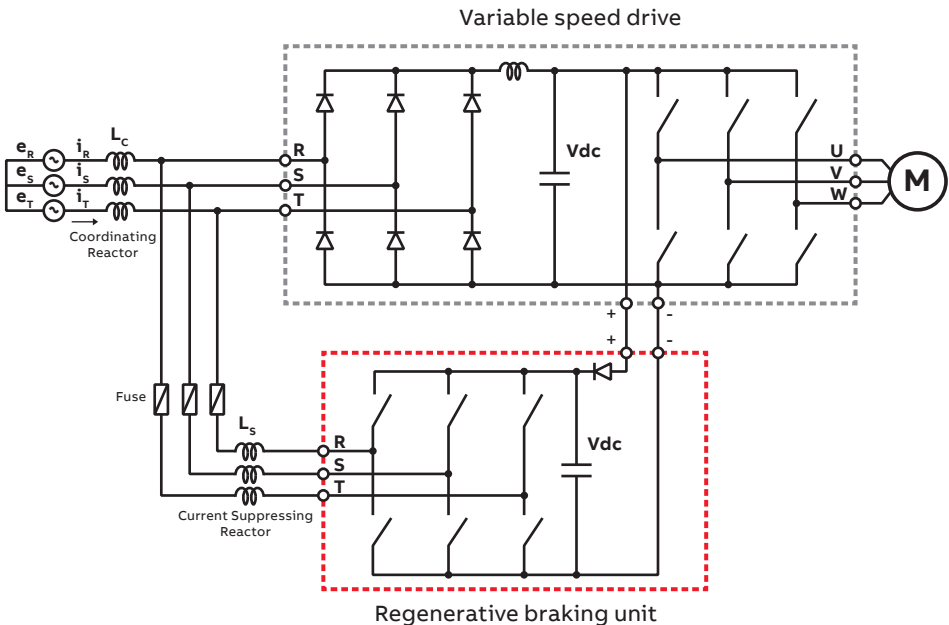 Variable speed drive
e_R
i_R
L_C
R
e_S
i_S
S
e_T
i_T
T
Coordinating
Reactor
Vdc
U
V
W
M
+
-
+
-
Fuse
L_S
R
S
T
Vdc
Current Suppressing
Reactor
Regenerative braking unit